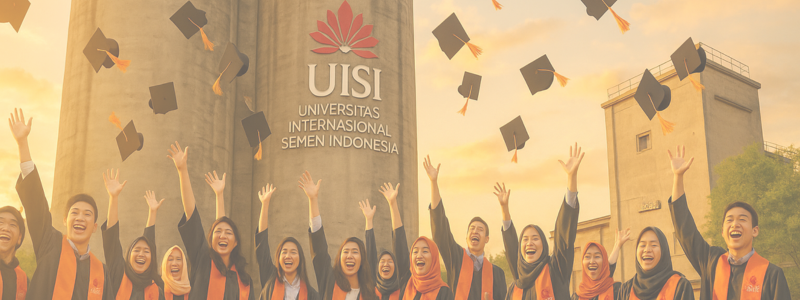 UISI
UNIVERSITAS
INTERNASIONAL
SEMEN INDONESIA